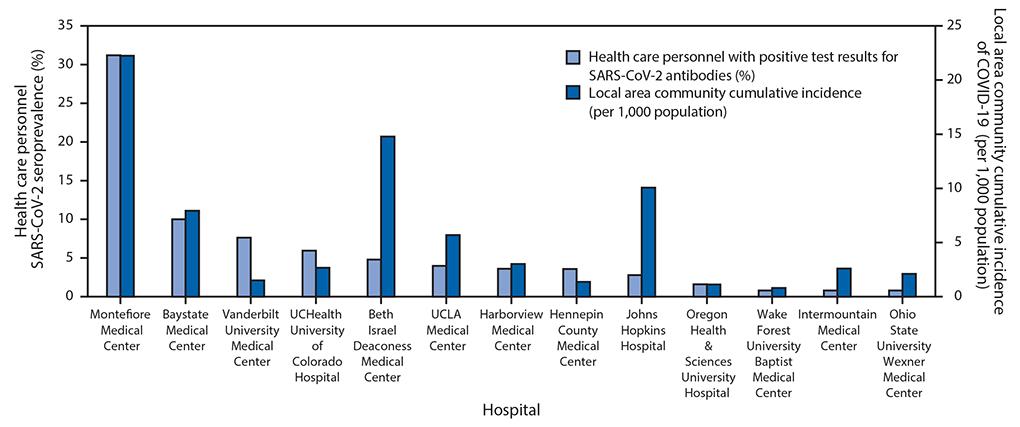 Health care personnel
SARS-CoV-2 seroprevalence (%)
35
30
25
20
15
10
5
0
Health care personnel with positive test results for
SARS-CoV-2 antibodies (%)
Local area community cumulative incidence
(per 1,000 population)
25
20
15
10
5
0
Local area community cumulative incidence
of COVID-19 (per 1,000 population)
Montefiore
Medical
Center
Baystate
Medical
Center
Vanderbilt
University
Medical
Center
UCHealth
University
of
Colorado
Hospital
Beth
Israel
Deaconess
Medical
Center
UCLA
Medical
Center
Harborview
Medical
Center
Hennepin
County
Medical
Center
Johns
Hopkins
Hospital
Oregon
Health
&
Sciences
University
Hospital
Wake
Forest
University
Baptist
Medical
Center
Intermountain
Medical
Center
Ohio
State
University
Wexner
Medical
Center
Hospital